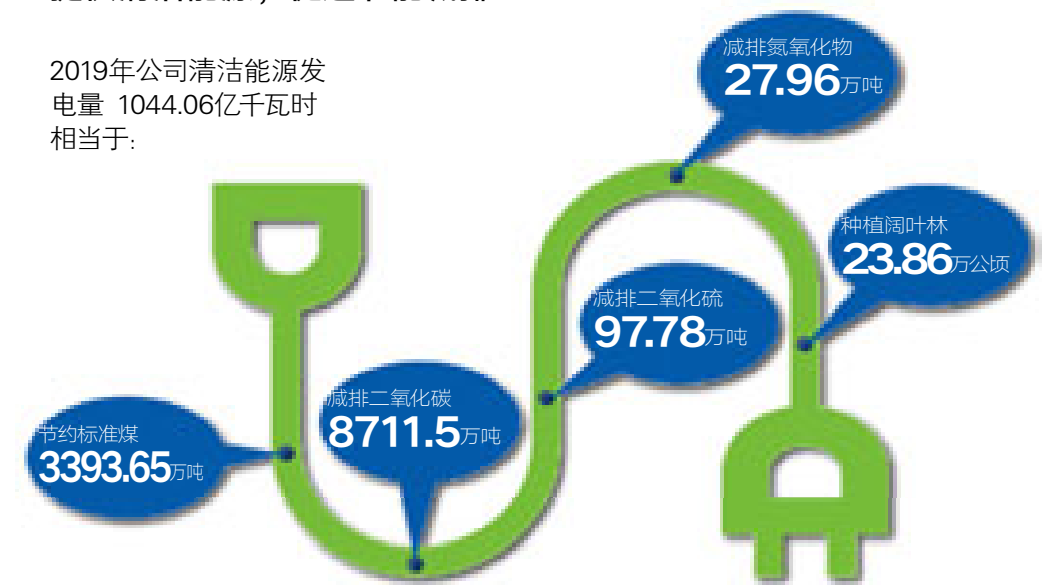 2019年公司清洁能源发
电量 1044.06亿千瓦时
相当于:
节约标准煤
3393.65万吨
减排二氧化碳
8711.5万吨
减排二氧化硫
97.78万吨
减排氮氧化物
27.96万吨
种植阔叶林
23.86万公顷